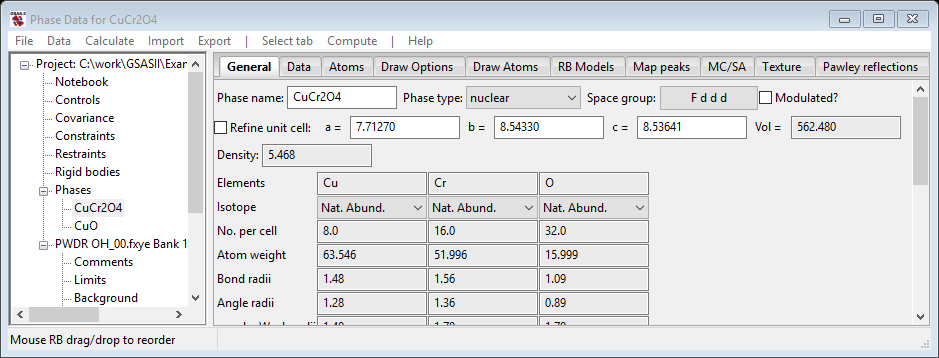 Phase Data for CuCr2O4
File Data Calculate Import Export | Select tab Compute | Help
Project: C:\work\GSASII\Exam
Notebook
Controls
Covariance
Constraints
Restraints
Rigid bodies
Phases
CuCr2O4
CuO
PWDR OH_00.fxye Bank 1
Comments
Limits
Background
General Data Atoms Draw Options Draw Atoms RB Models Map peaks MC/SA Texture Pawley reflections
Phase name: CuCr2O4 Phase type: nuclear Space group: F d d d Modulated?
Refine unit cell: a = 7.71270 b = 8.54330 c = 8.53641 Vol = 562.480
Density: 5.468
Elements Cu Cr O
Isotope Nat. Abund. Nat. Abund. Nat. Abund.
No. per cell 8.0 16.0 32.0
Atom weight 63.546 51.996 15.999
Bond radii 1.48 1.56 1.09
Angle radii 1.28 1.36 0.89
Mouse RB drag/drop to reorder